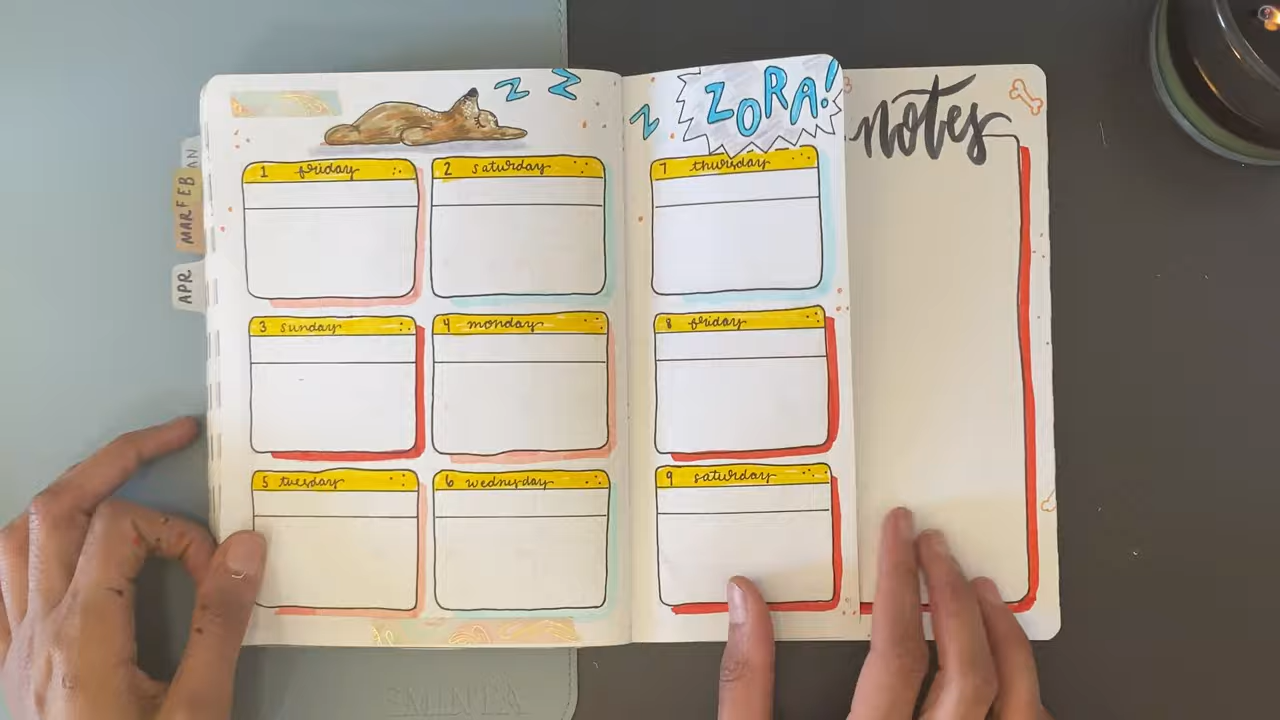 Z Z
Z
ZORA!
notes
1 friday
2 saturday
7 thursday
3 sunday
4 monday
8 friday
5 tuesday
6 wednesday
9 saturday
FEB
MAR
APR